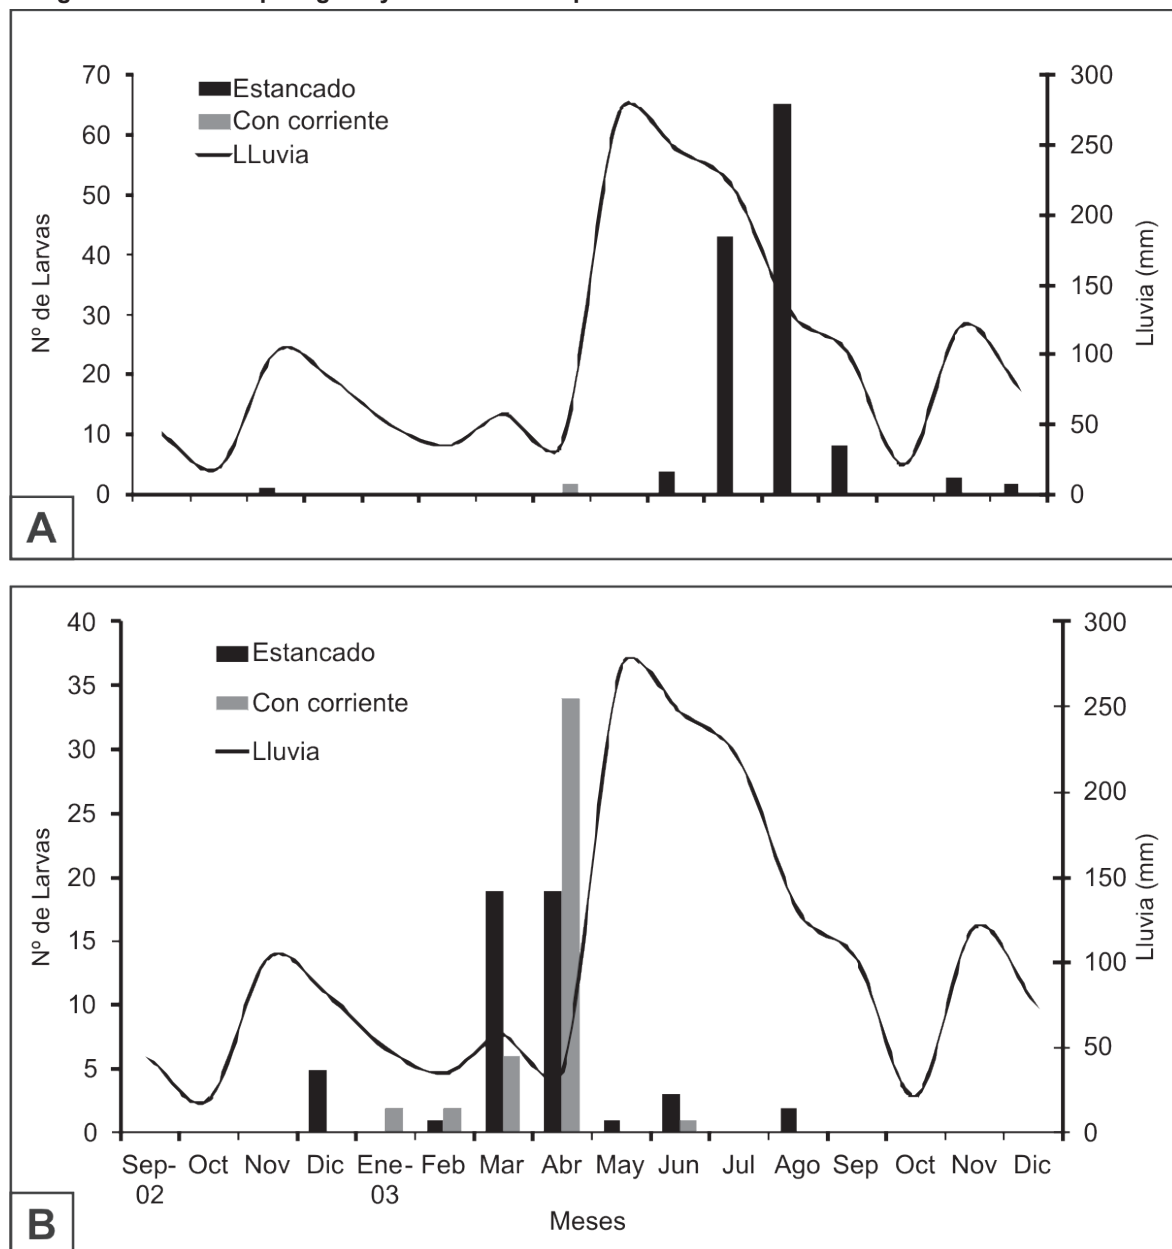 70
60
50
40
30
20
10
0
Nº de Larvas
Estancado
Con corriente
LLuvia
300
250
200
150
100
50
0
Lluvia (mm)
A
40
35
30
25
20
15
10
5
0
Nº de Larvas
Estancado
Con corriente
Lluvia
300
250
200
150
100
50
0
Lluvia (mm)
Sep- Oct Nov Dic Ene- Feb Mar Abr May Jun Jul Ago Sep Oct Nov Dic
02 03
Meses
B